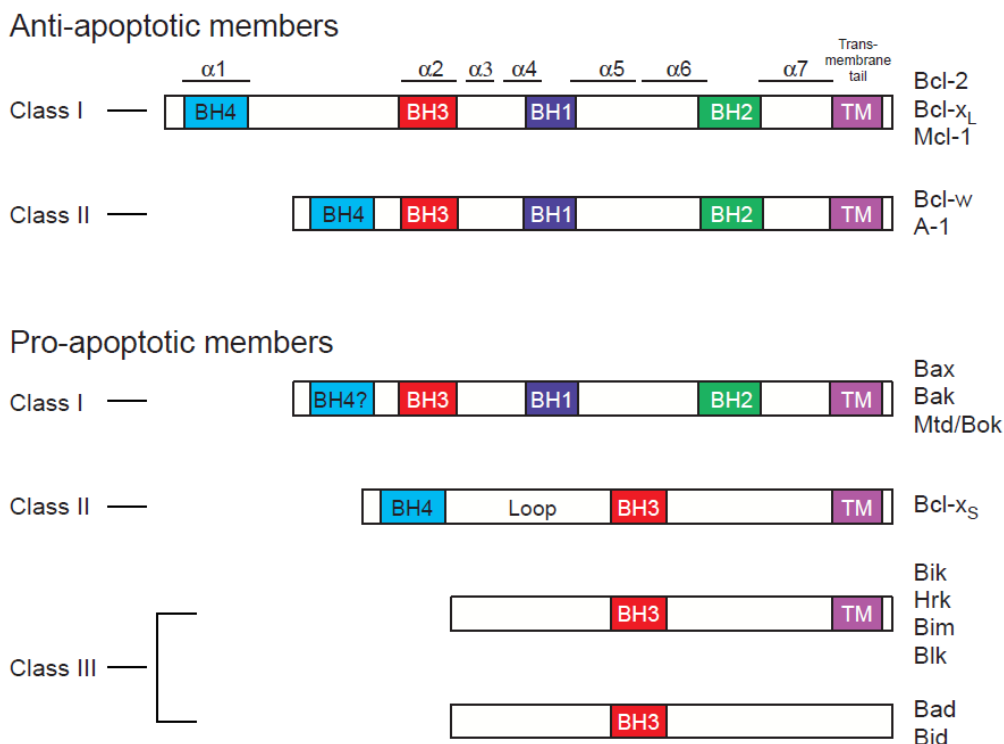 Anti-apoptotic members
α1 α2 α3 α4 α5 α6 α7 Trans-
membrane
tail
Class I BH4 BH3 BH1 BH2 TM Bcl-2
Bcl-xL
Mcl-1
Class II BH4 BH3 BH1 BH2 TM Bcl-w
A-1
Pro-apoptotic members
Class I BH4? BH3 BH1 BH2 TM Bax
Bak
Mtd/Bok
Class II BH4 Loop BH3 TM Bcl-xS
Class III
BH3 TM Bik
Hrk
Bim
Blk
BH3 Bad
Bid